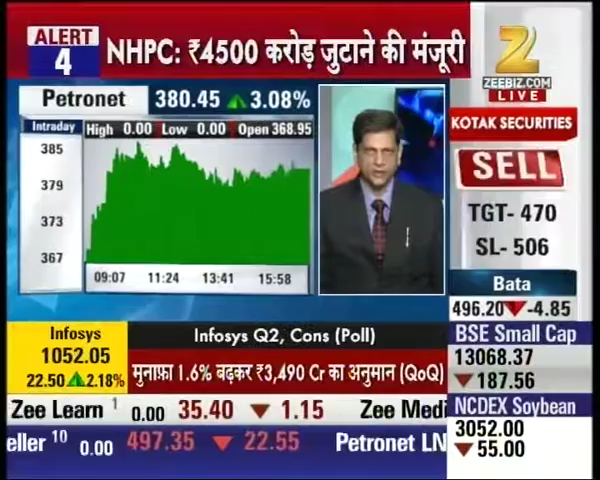 ALERT
4
NHPC: ₹4500 करोड़ जुटाने की मंजूरी
Z
ZEEBIZ.COM
LIVE
Petronet 380.45 3.08%
Intraday High 0.00 Low 0.00 Open 368.95
385
379
373
367
09:07 11:24 13:41 15:58
KOTAK SECURITIES
SELL
TGT- 470
SL- 506
Bata
496.20 -4.85
Infosys
1052.05
22.50 2.18%
Infosys Q2, Cons (Poll)
मुनाफ़ा 1.6% बढ़कर ₹3,490 Cr का अनुमान (QoQ)
BSE Small Cap
13068.37
187.56
Zee Learn 1 0.00 35.40 1.15 Zee Medi
eller 10 0.00 497.35 22.55 Petronet LN
NCDEX Soybean
3052.00
55.00